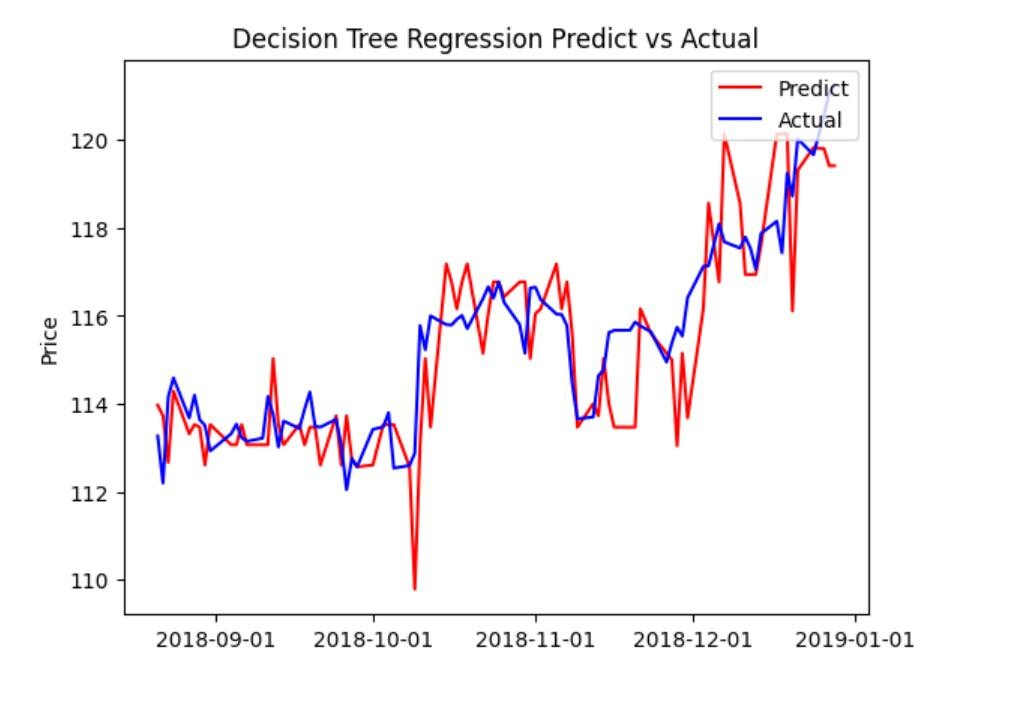 Decision Tree Regression Predict vs Actual
Predict
Actual
120
118
116
114
112
110
Price
2018-09-01 2018-10-01 2018-11-01 2018-12-01 2019-01-01